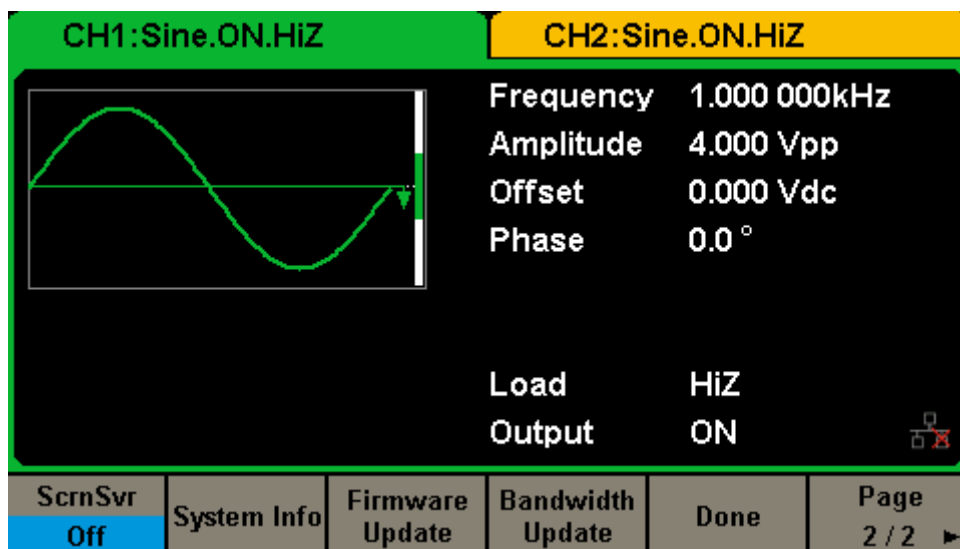 CH1:Sine.ON.HiZ
CH2:Sine.ON.HiZ
Frequency 1.000 000kHz
Amplitude 4.000 Vpp
Offset 0.000 Vdc
Phase 0.0 °
Load HiZ
Output ON
ScrnSvr
Off
System Info
Firmware
Update
Bandwidth
Update
Done
Page
2 / 2 ►